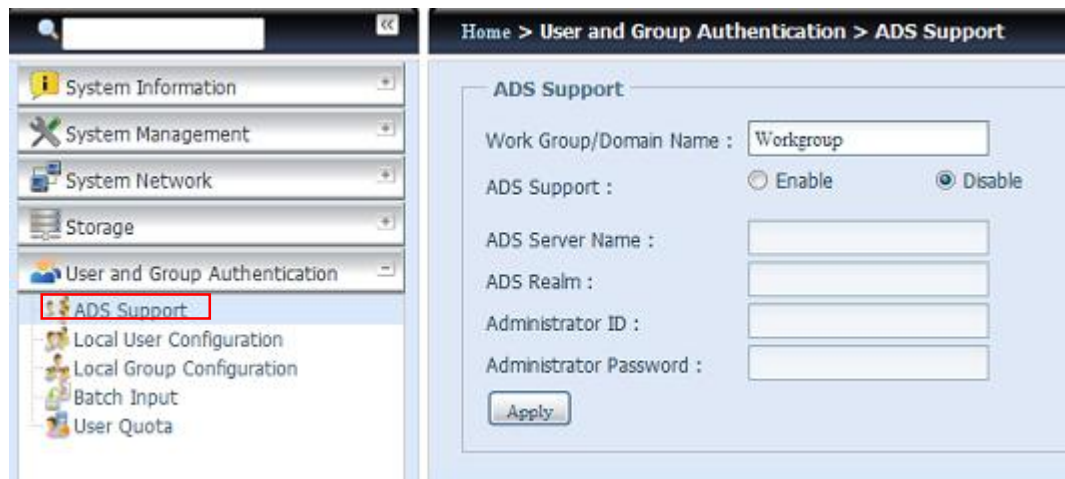 Home > User and Group Authentication > ADS Support
System Information
System Management
System Network
Storage
User and Group Authentication
ADS Support
Local User Configuration
Local Group Configuration
Batch Input
User Quota
ADS Support
Work Group/Domain Name : Workgroup
ADS Support : Enable Disable
ADS Server Name :
ADS Realm :
Administrator ID :
Administrator Password :
Apply